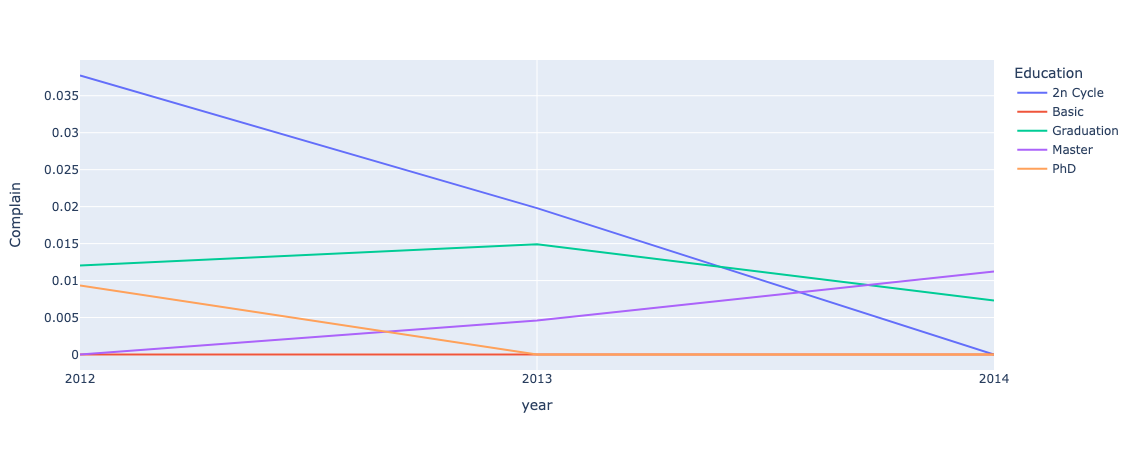 Education
2n Cycle
Basic
Graduation
Master
PhD
Complain
0.035
0.03
0.025
0.02
0.015
0.01
0.005
0
2012
2013
2014
year